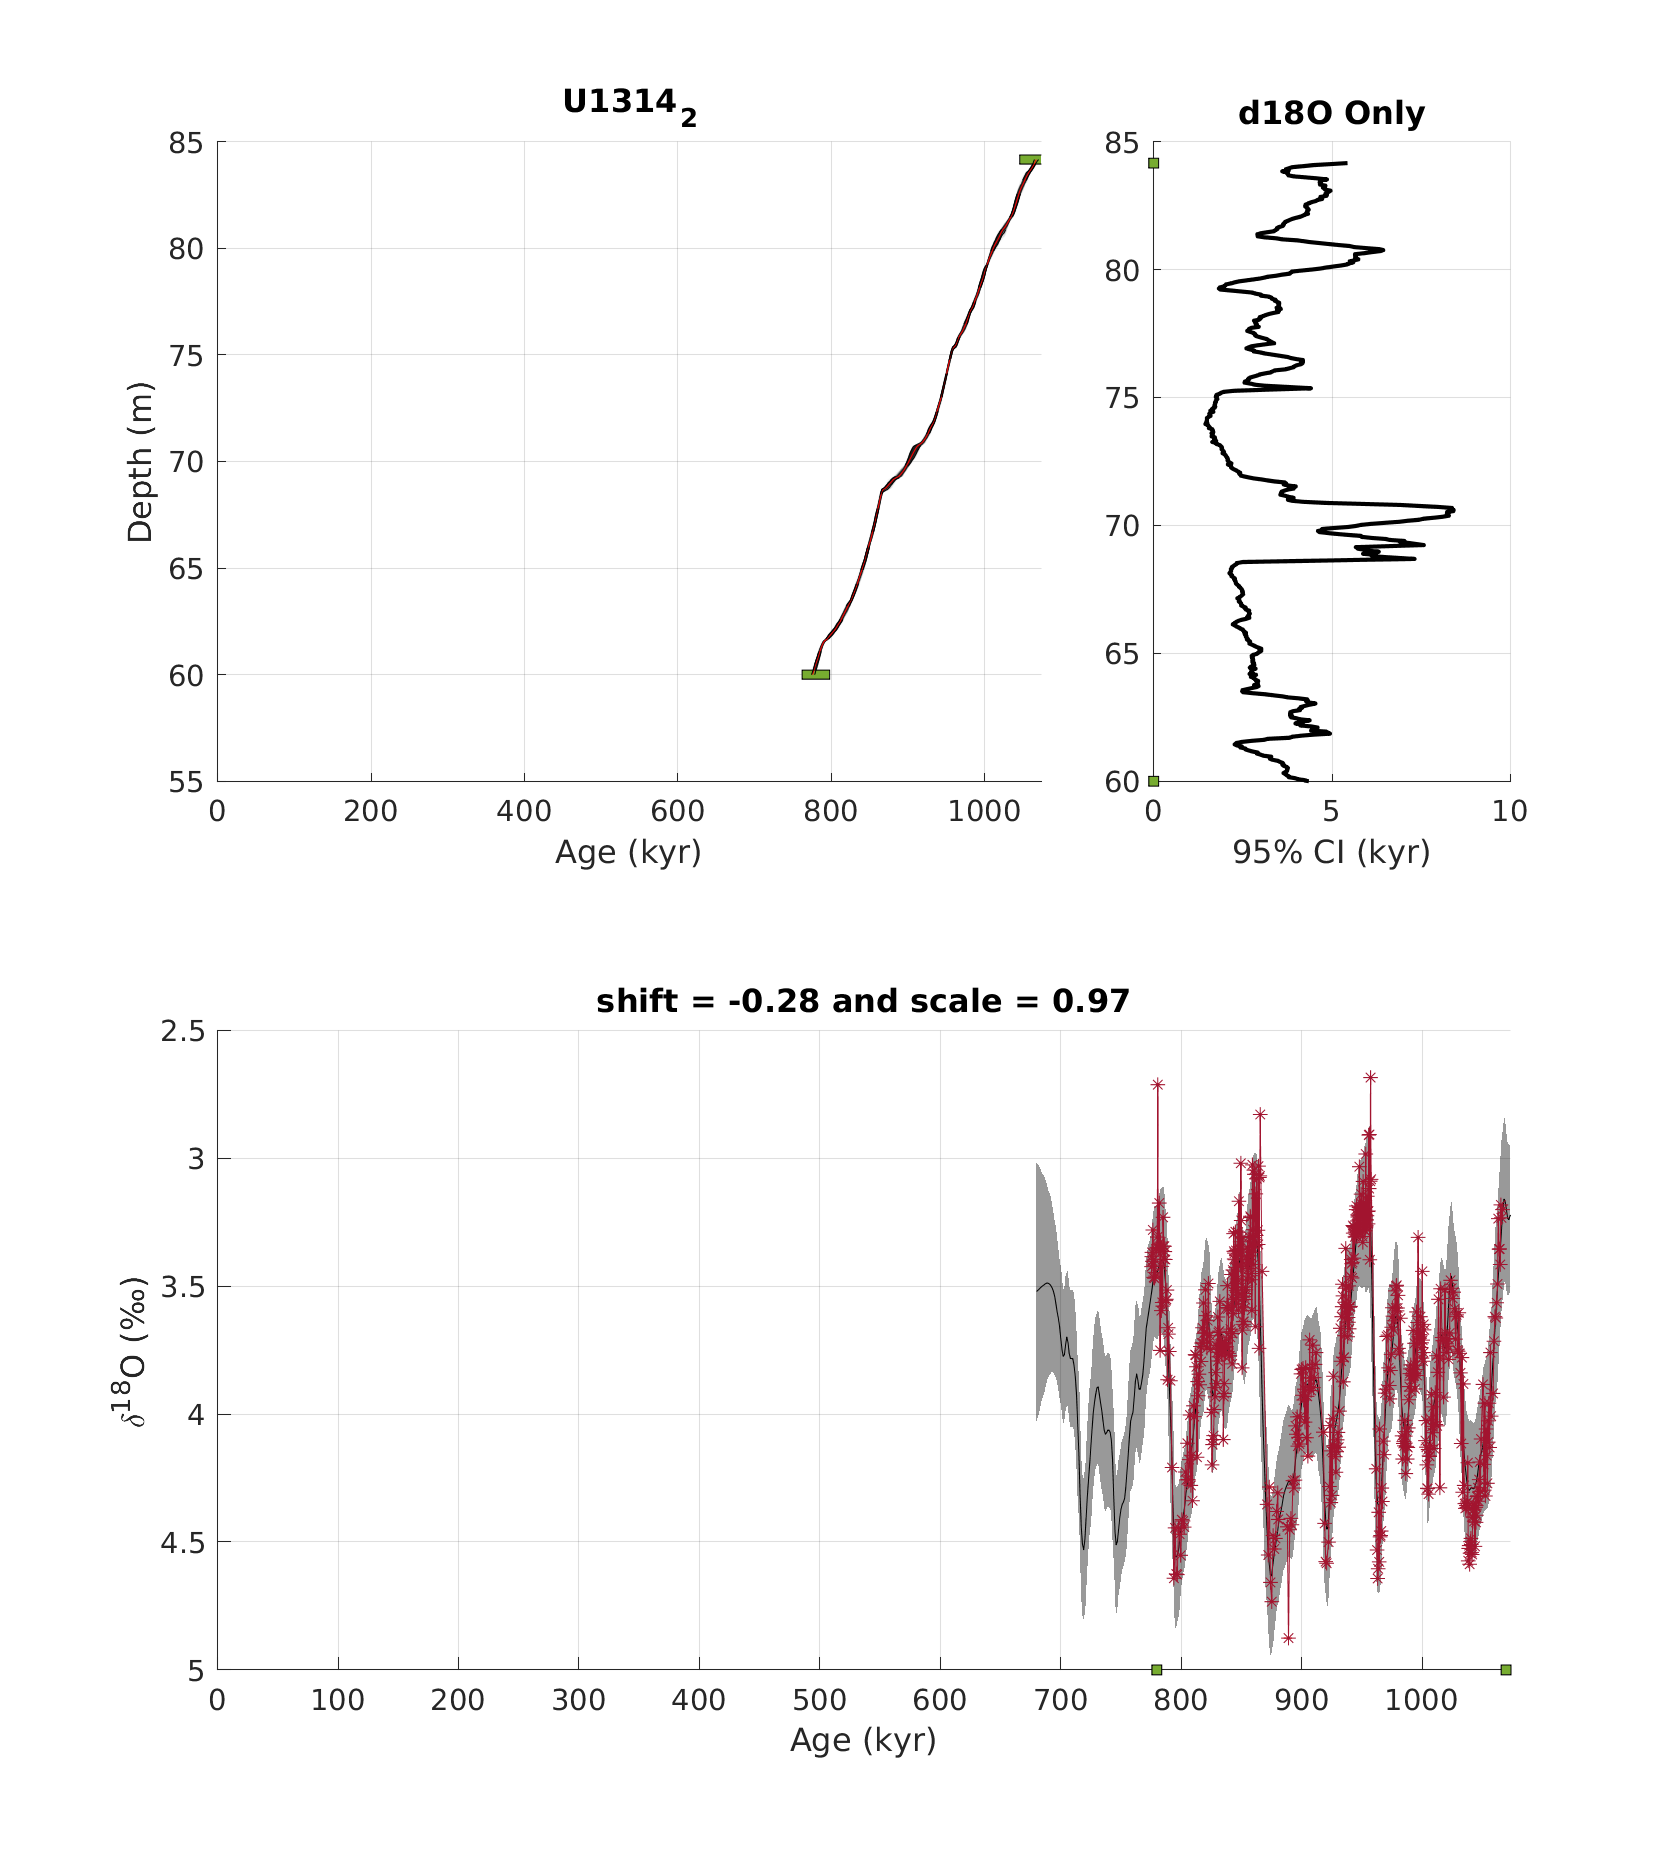 U1314₂
85
80
75
70
65
60
55
0 200 400 600 800 1000
Depth (m)
Age (kyr)
d18O Only
85
80
75
70
65
60
0 5 10
95% CI (kyr)
shift = -0.28 and scale = 0.97
2.5
3
3.5
4
4.5
5
0 100 200 300 400 500 600 700 800 900 1000
δ¹⁸O (‰)
Age (kyr)